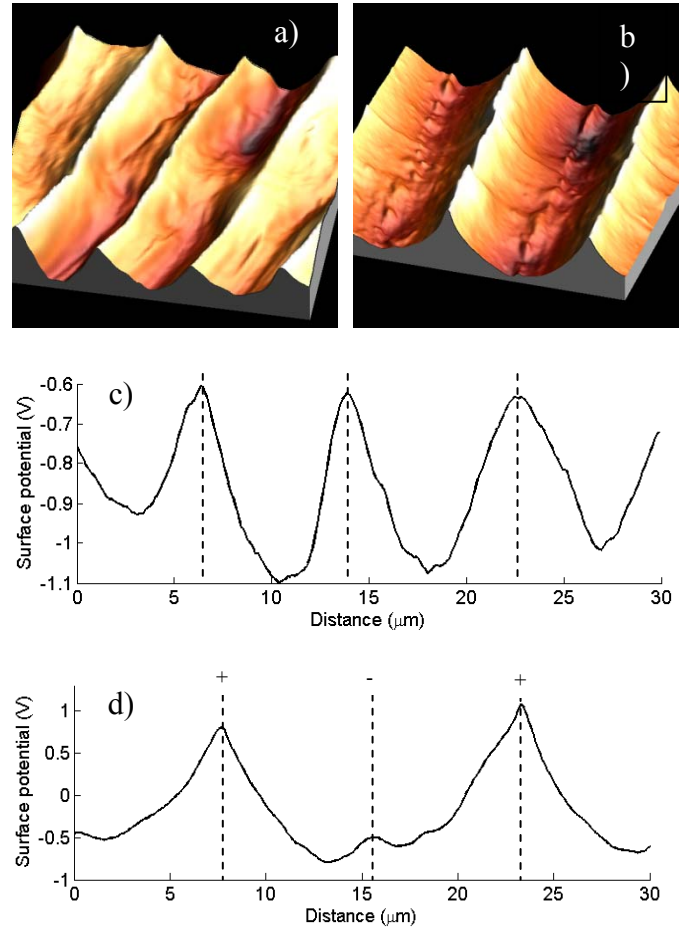 a)
b
)
c)
-0.6
-0.7
-0.8
-0.9
-1
-1.1
Surface potential (V)
0 5 10 15 20 25 30
Distance (μm)
d)
+ - +
1
0.5
0
-0.5
-1
Surface potential (V)
0 5 10 15 20 25 30
Distance (μm)